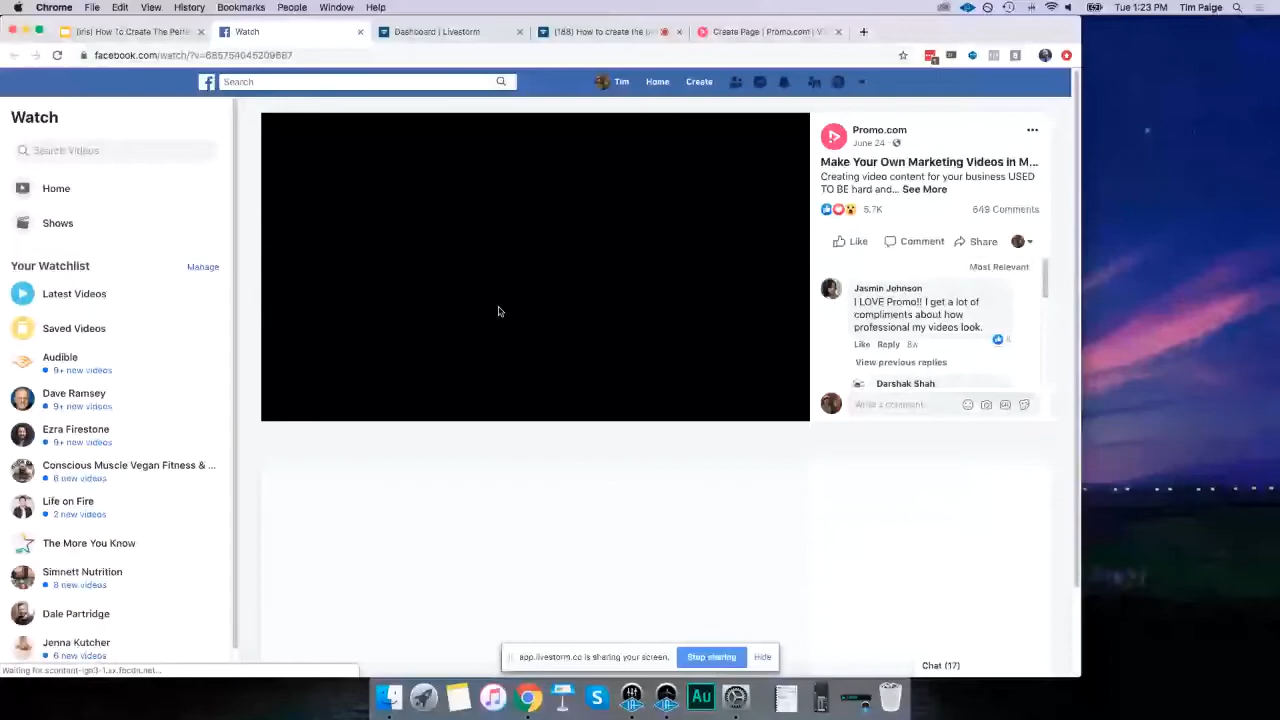 Chrome File Edit View History Bookmarks People Window Help
Tue 1:23 PM Tim Paige
(Iris) How To Create The Perfe
Watch
Dashboard | Livestorm
(188) How to create the
Create Page | Promo.com | V
facebook.com/watch/?v=685754045209687
Search
Tim
Home
Create
Watch
Search Videos
Home
Shows
Your Watchlist
Manage
Latest Videos
Saved Videos
Audible
9+ new videos
Dave Ramsey
9+ new videos
Ezra Firestone
9+ new videos
Conscious Muscle Vegan Fitness & ...
6 new videos
Life on Fire
2 new videos
The More You Know
Simnett Nutrition
8 new videos
Dale Partridge
Jenna Kutcher
6 new videos
Promo.com
June 24
Make Your Own Marketing Videos in M...
Creating video content for your business USED
TO BE hard and... See More
5.7K
649 Comments
Like
Comment
Share
Most Relevant
Jasmin Johnson
I LOVE Promo!! I get a lot of
compliments about how
professional my videos look.
Like Reply 8w
View previous replies
Darshak Shah
Write a comment...
app.livestorm.co is sharing your screen.
Stop sharing
Hide
Chat (17)
Au